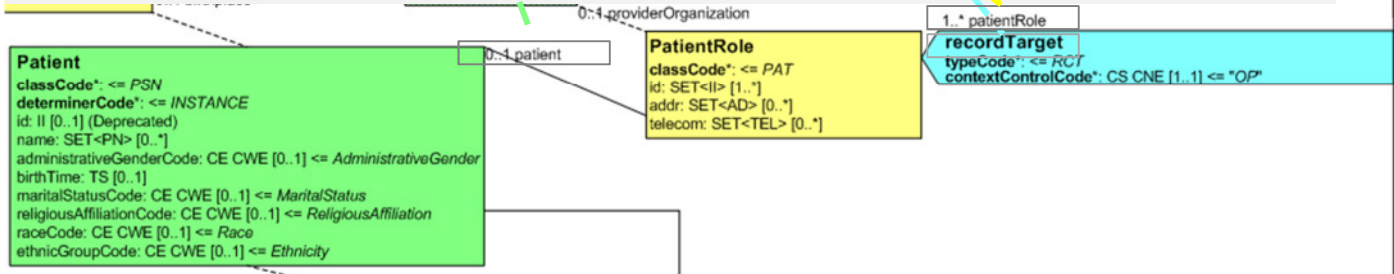 0..1 providerOrganization
1..* patientRole
Patient
classCode*: <= PSN
determinerCode*: <= INSTANCE
id: II [0..1] (Deprecated)
name: SET<PN> [0..*]
administrativeGenderCode: CE CWE [0..1] <= AdministrativeGender
birthTime: TS [0..1]
maritalStatusCode: CE CWE [0..1] <= MaritalStatus
religiousAffiliationCode: CE CWE [0..1] <= ReligiousAffiliation
raceCode: CE CWE [0..1] <= Race
ethnicGroupCode: CE CWE [0..1] <= Ethnicity
0..1 patient
PatientRole
classCode*: <= PAT
id: SET<II> [1..*]
addr: SET<AD> [0..*]
telecom: SET<TEL> [0..*]
recordTarget
typeCode*: <= RCT
contextControlCode*: CS CNE [1..1] <= "OP"